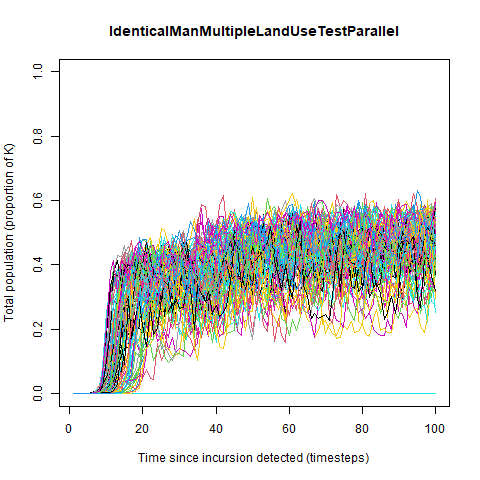 IdenticalManMultipleLandUseTestParallel
Total population (proportion of K)
1.0
0.8
0.6
0.4
0.2
0.0
0 20 40 60 80 100
Time since incursion detected (timesteps)